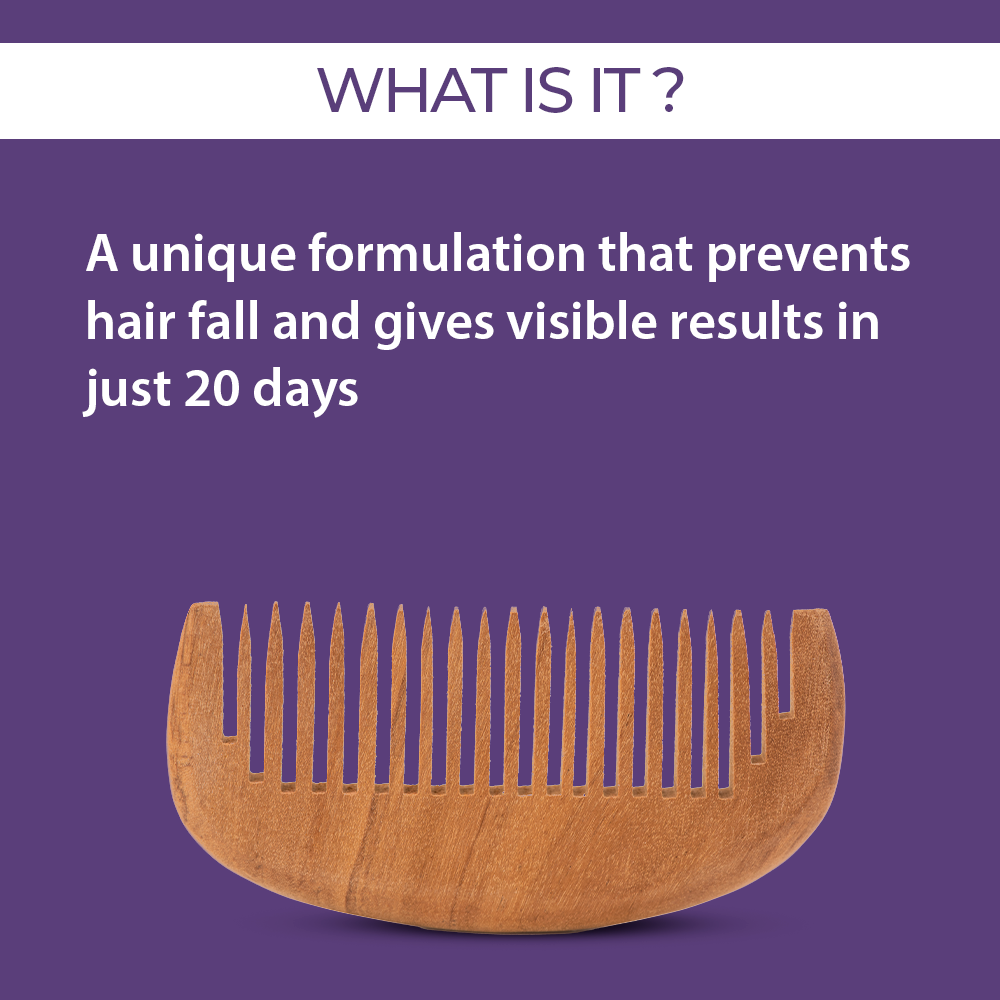 WHAT IS IT ?
A unique formulation that prevents
hair fall and gives visible results in
just 20 days